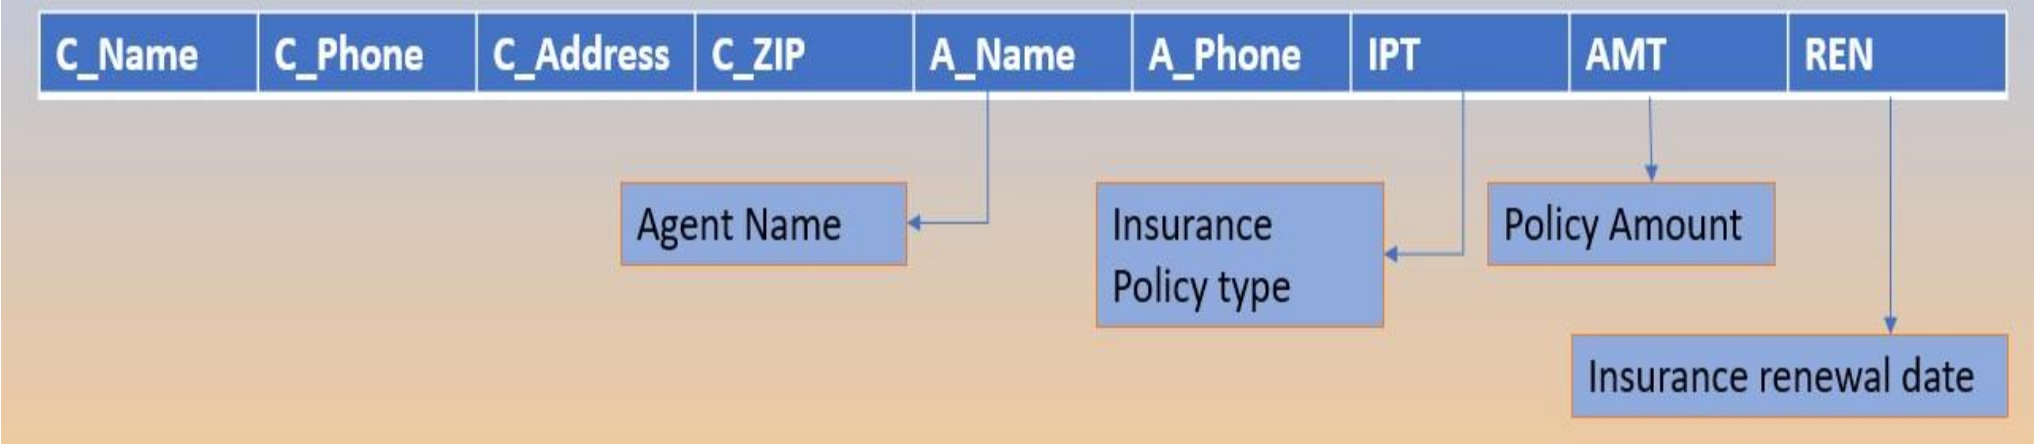 C_Name C_Phone C_Address C_ZIP A_Name A_Phone IPT AMT REN
Agent Name
Insurance
Policy type
Policy Amount
Insurance renewal date